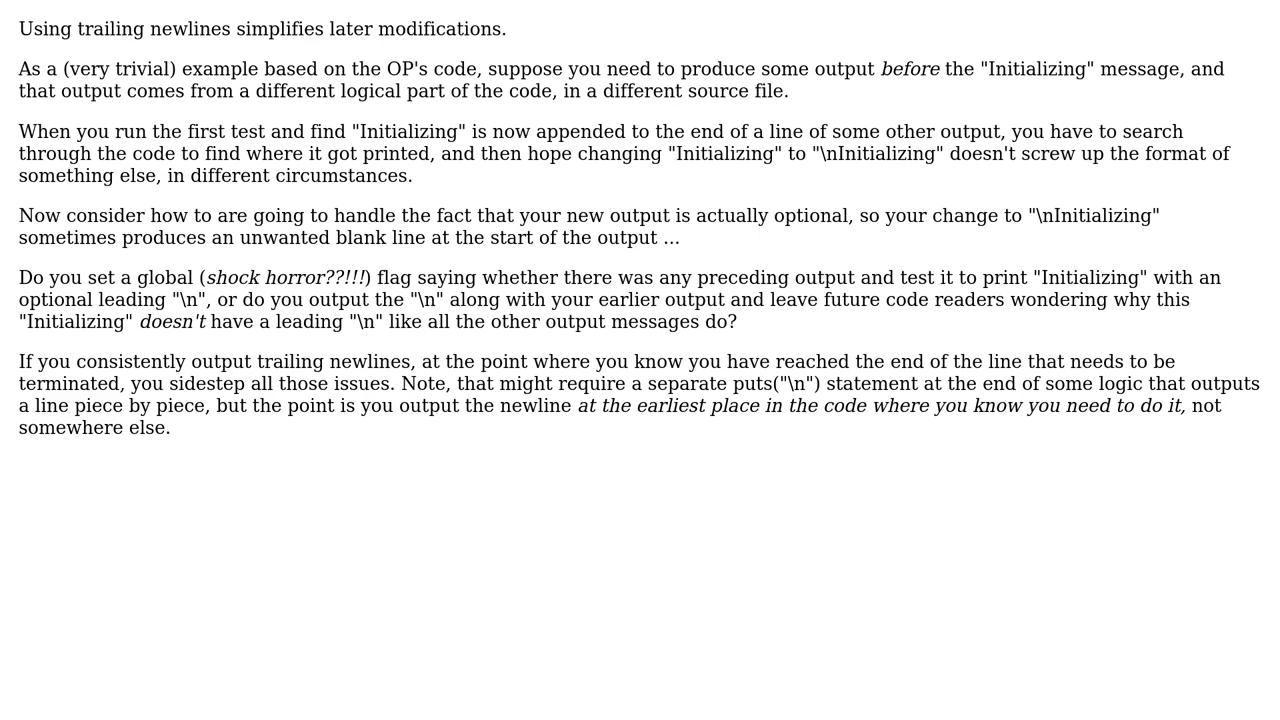 Using trailing newlines simplifies later modifications.
As a (very trivial) example based on the OP's code, suppose you need to produce some output before the "Initializing" message, and
that output comes from a different logical part of the code, in a different source file.
When you run the first test and find "Initializing" is now appended to the end of a line of some other output, you have to search
through the code to find where it got printed, and then hope changing "Initializing" to "\nInitializing" doesn't screw up the format of
something else, in different circumstances.
Now consider how to are going to handle the fact that your new output is actually optional, so your change to "\nInitializing"
sometimes produces an unwanted blank line at the start of the output ...
Do you set a global (shock horror??!!!) flag saying whether there was any preceding output and test it to print "Initializing" with an
optional leading "\n", or do you output the "\n" along with your earlier output and leave future code readers wondering why this
"Initializing" doesn't have a leading "\n" like all the other output messages do?
If you consistently output trailing newlines, at the point where you know you have reached the end of the line that needs to be
terminated, you sidestep all those issues. Note, that might require a separate puts("\n") statement at the end of some logic that outputs
a line piece by piece, but the point is you output the newline at the earliest place in the code where you know you need to do it, not
somewhere else.